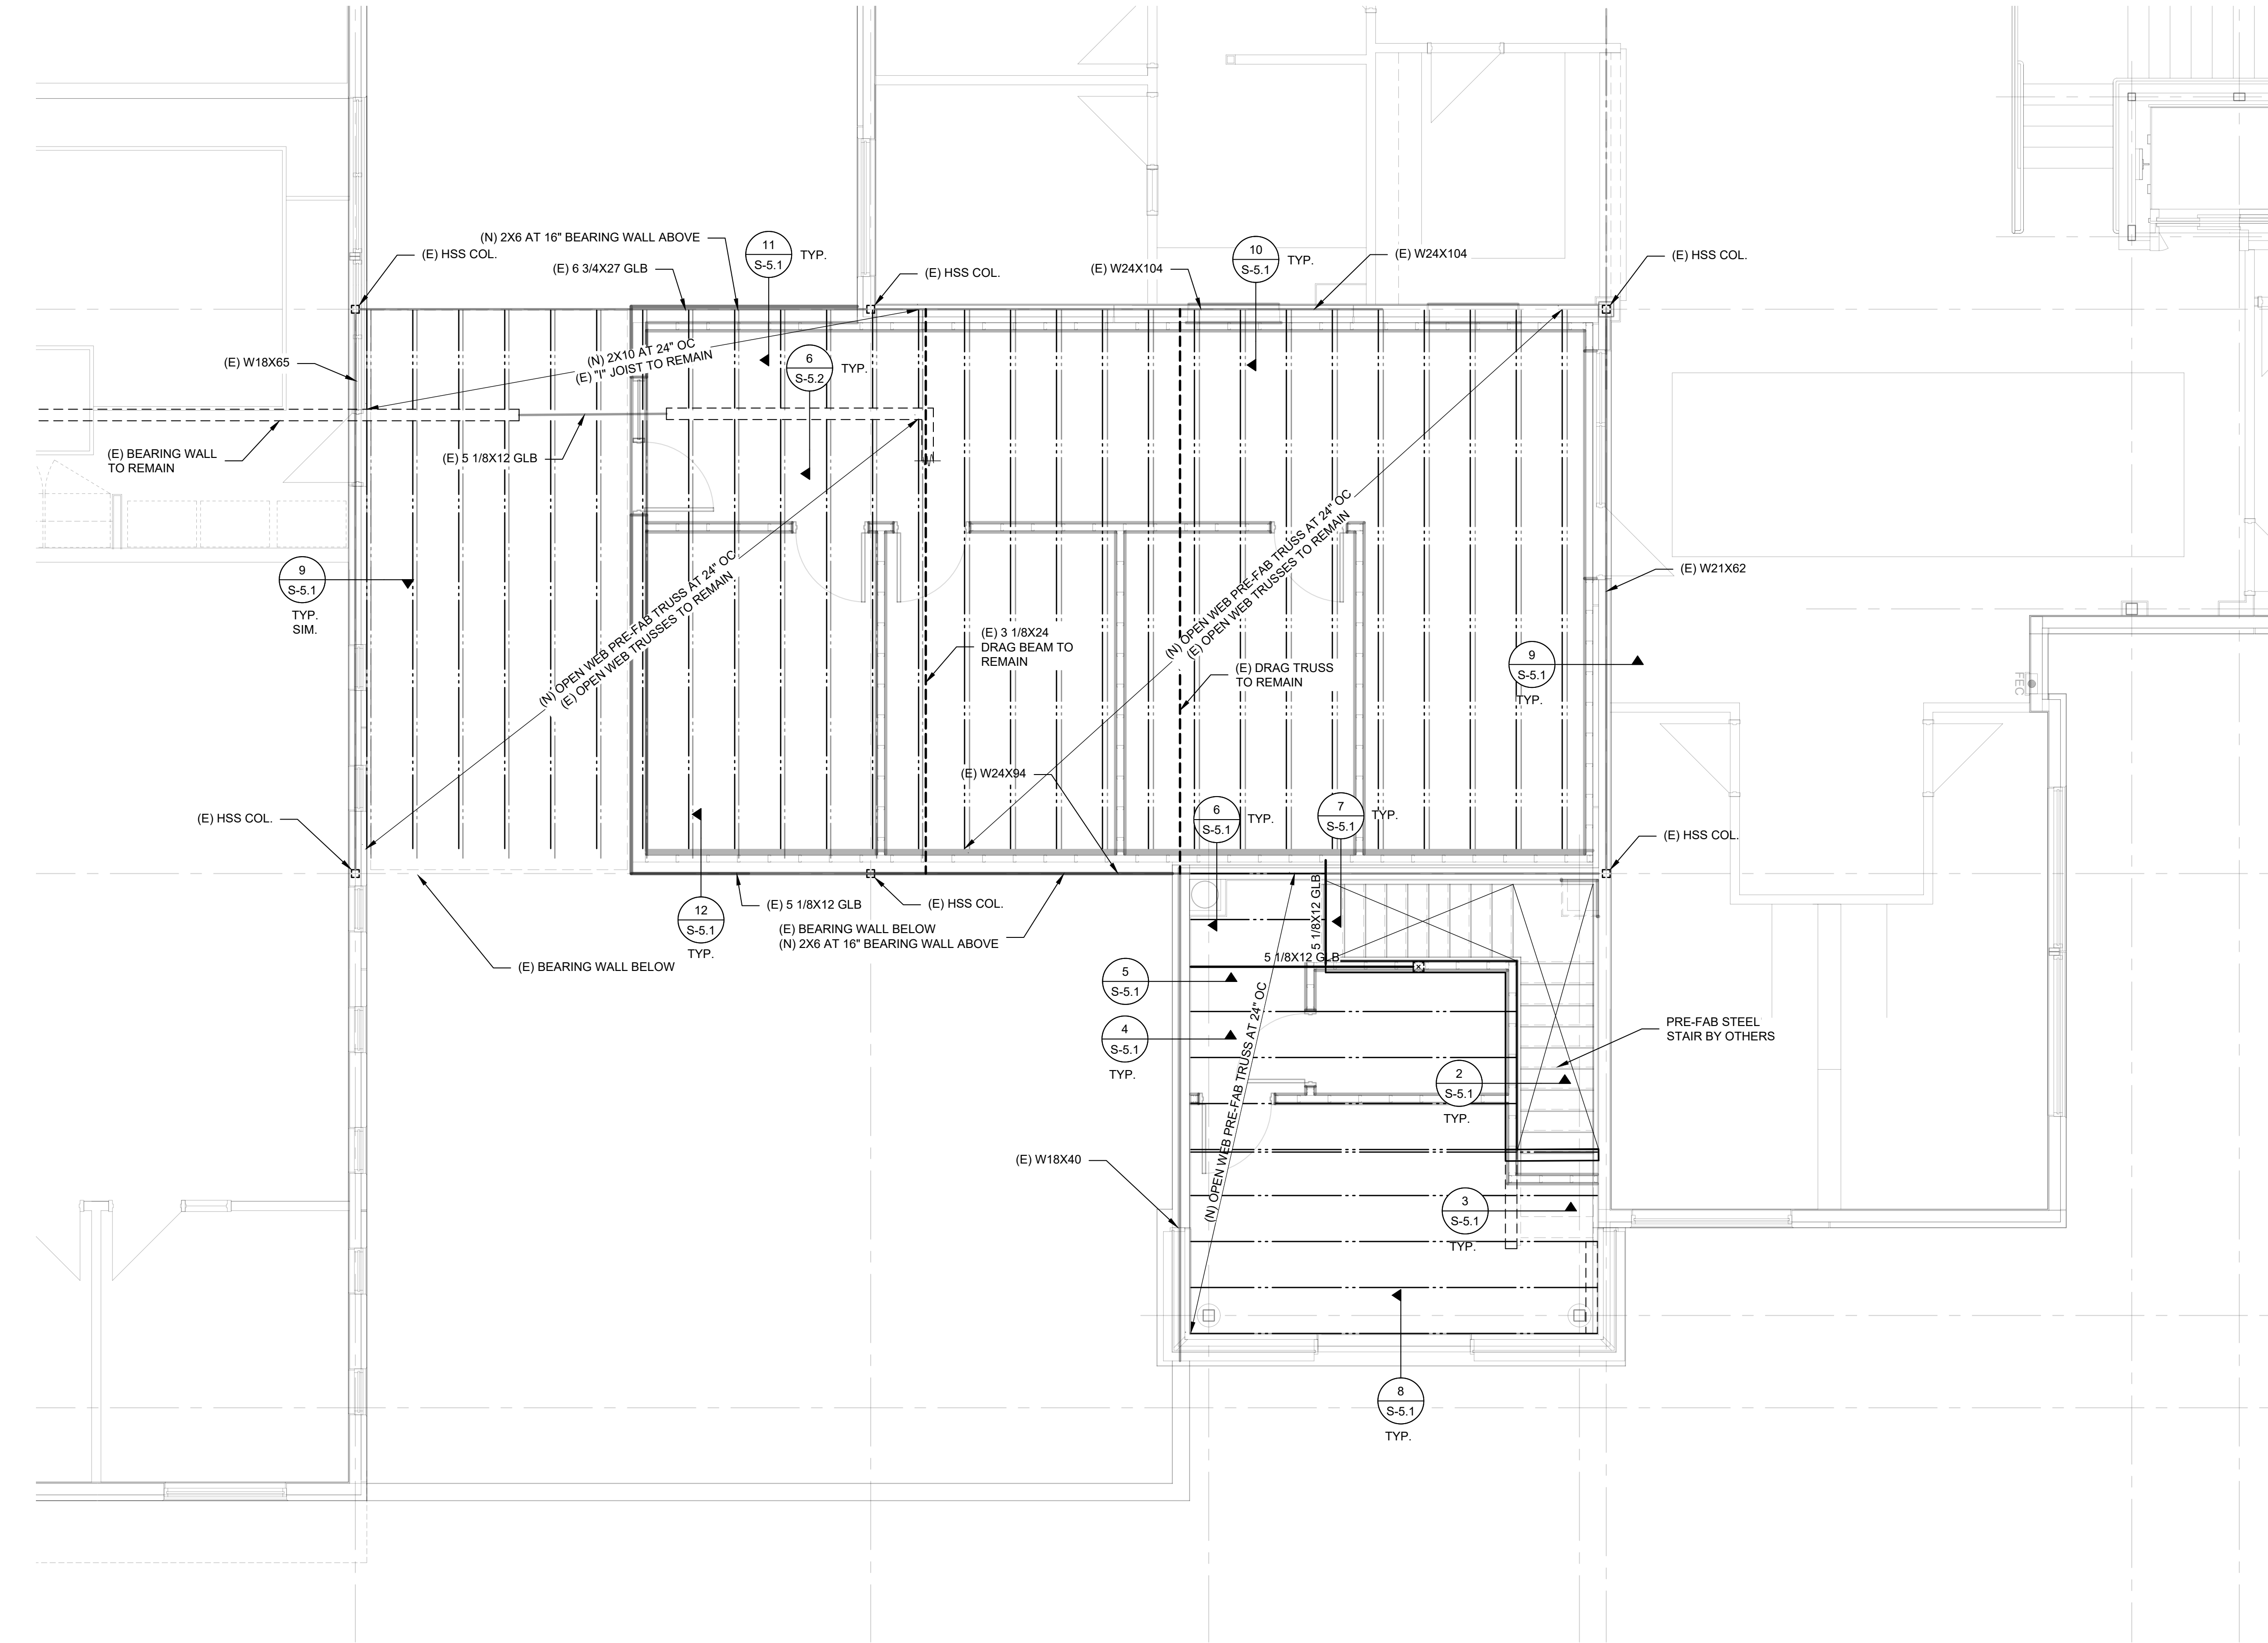 (N) 2X6 AT 16" BEARING WALL ABOVE
11
S-5.1
TYP.
10
S-5.1
TYP.
(E) HSS COL.
(E) 6 3/4X27 GLB
(E) HSS COL.
(E) W24X104
(E) W24X104
(E) HSS COL.
(E) W18X65
(N) 2X10 AT 24" OC
(E) "I" JOIST TO REMAIN
6
S-5.2
TYP.
(E) BEARING WALL
TO REMAIN
(E) 5 1/8X12 GLB
9
S-5.1
TYP.
SIM.
(N) OPEN WEB PRE-FAB TRUSS AT 24" OC
(E) OPEN WEB TRUSSES TO REMAIN
(N) OPEN WEB PRE-FAB TRUSS AT 24" OC
(E) OPEN WEB TRUSSES TO REMAIN
(E) W21X62
(E) 3 1/8X24
DRAG BEAM TO
REMAIN
(E) DRAG TRUSS
TO REMAIN
9
S-5.1
TYP.
FEC
(E) W24X94
(E) HSS COL.
6
S-5.1
TYP.
7
S-5.1
TYP.
(E) HSS COL.
12
S-5.1
TYP.
(E) 5 1/8X12 GLB
(E) HSS COL.
(E) BEARING WALL BELOW
(N) 2X6 AT 16" BEARING WALL ABOVE
(E) BEARING WALL BELOW
5 1/8X12 GLB
5 1/8X12 GLB
5
S-5.1
4
S-5.1
TYP.
(N) OPEN WEB PRE-FAB TRUSS AT 24" OC
PRE-FAB STEEL
STAIR BY OTHERS
2
S-5.1
TYP.
(E) W18X40
3
S-5.1
TYP.
8
S-5.1
TYP.